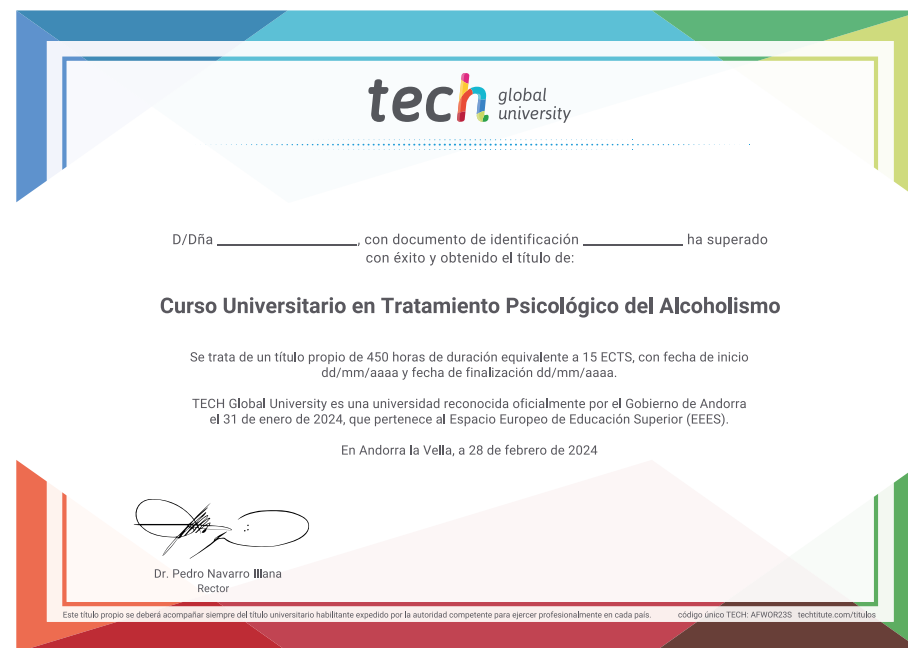 tech global university
D/Dña ____________, con documento de identificación ____________ ha superado
con éxito y obtenido el título de:
Curso Universitario en Tratamiento Psicológico del Alcoholismo
Se trata de un título propio de 450 horas de duración equivalente a 15 ECTS, con fecha de inicio
dd/mm/aaaa y fecha de finalización dd/mm/aaaa.
TECH Global University es una universidad reconocida oficialmente por el Gobierno de Andorra
el 31 de enero de 2024, que pertenece al Espacio Europeo de Educación Superior (EEES).
En Andorra la Vella, a 28 de febrero de 2024
Dr. Pedro Navarro Illana
Rector
Este título propio se deberá acompañar siempre del título universitario habilitante expedido por la autoridad competente para ejercer profesionalmente en cada país. código único TECH: AFWOR23S techtitute.com/titulos